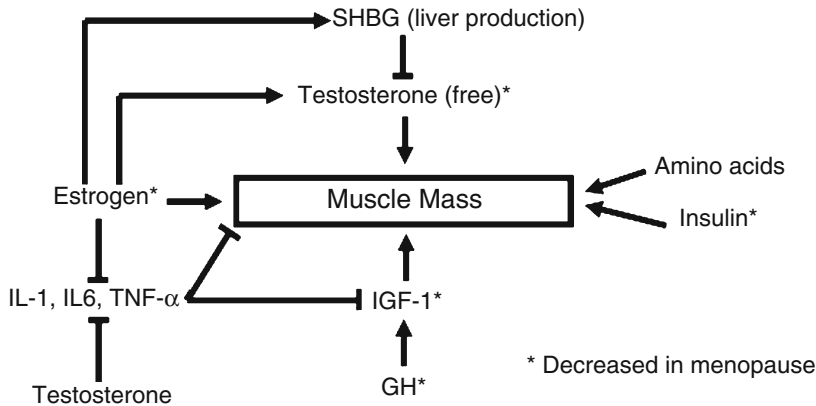 SHBG (liver production)
Testosterone (free)*
Amino acids
Estrogen*
Muscle Mass
Insulin*
IL-1, IL6, TNF-α
IGF-1*
* Decreased in menopause
Testosterone
GH*